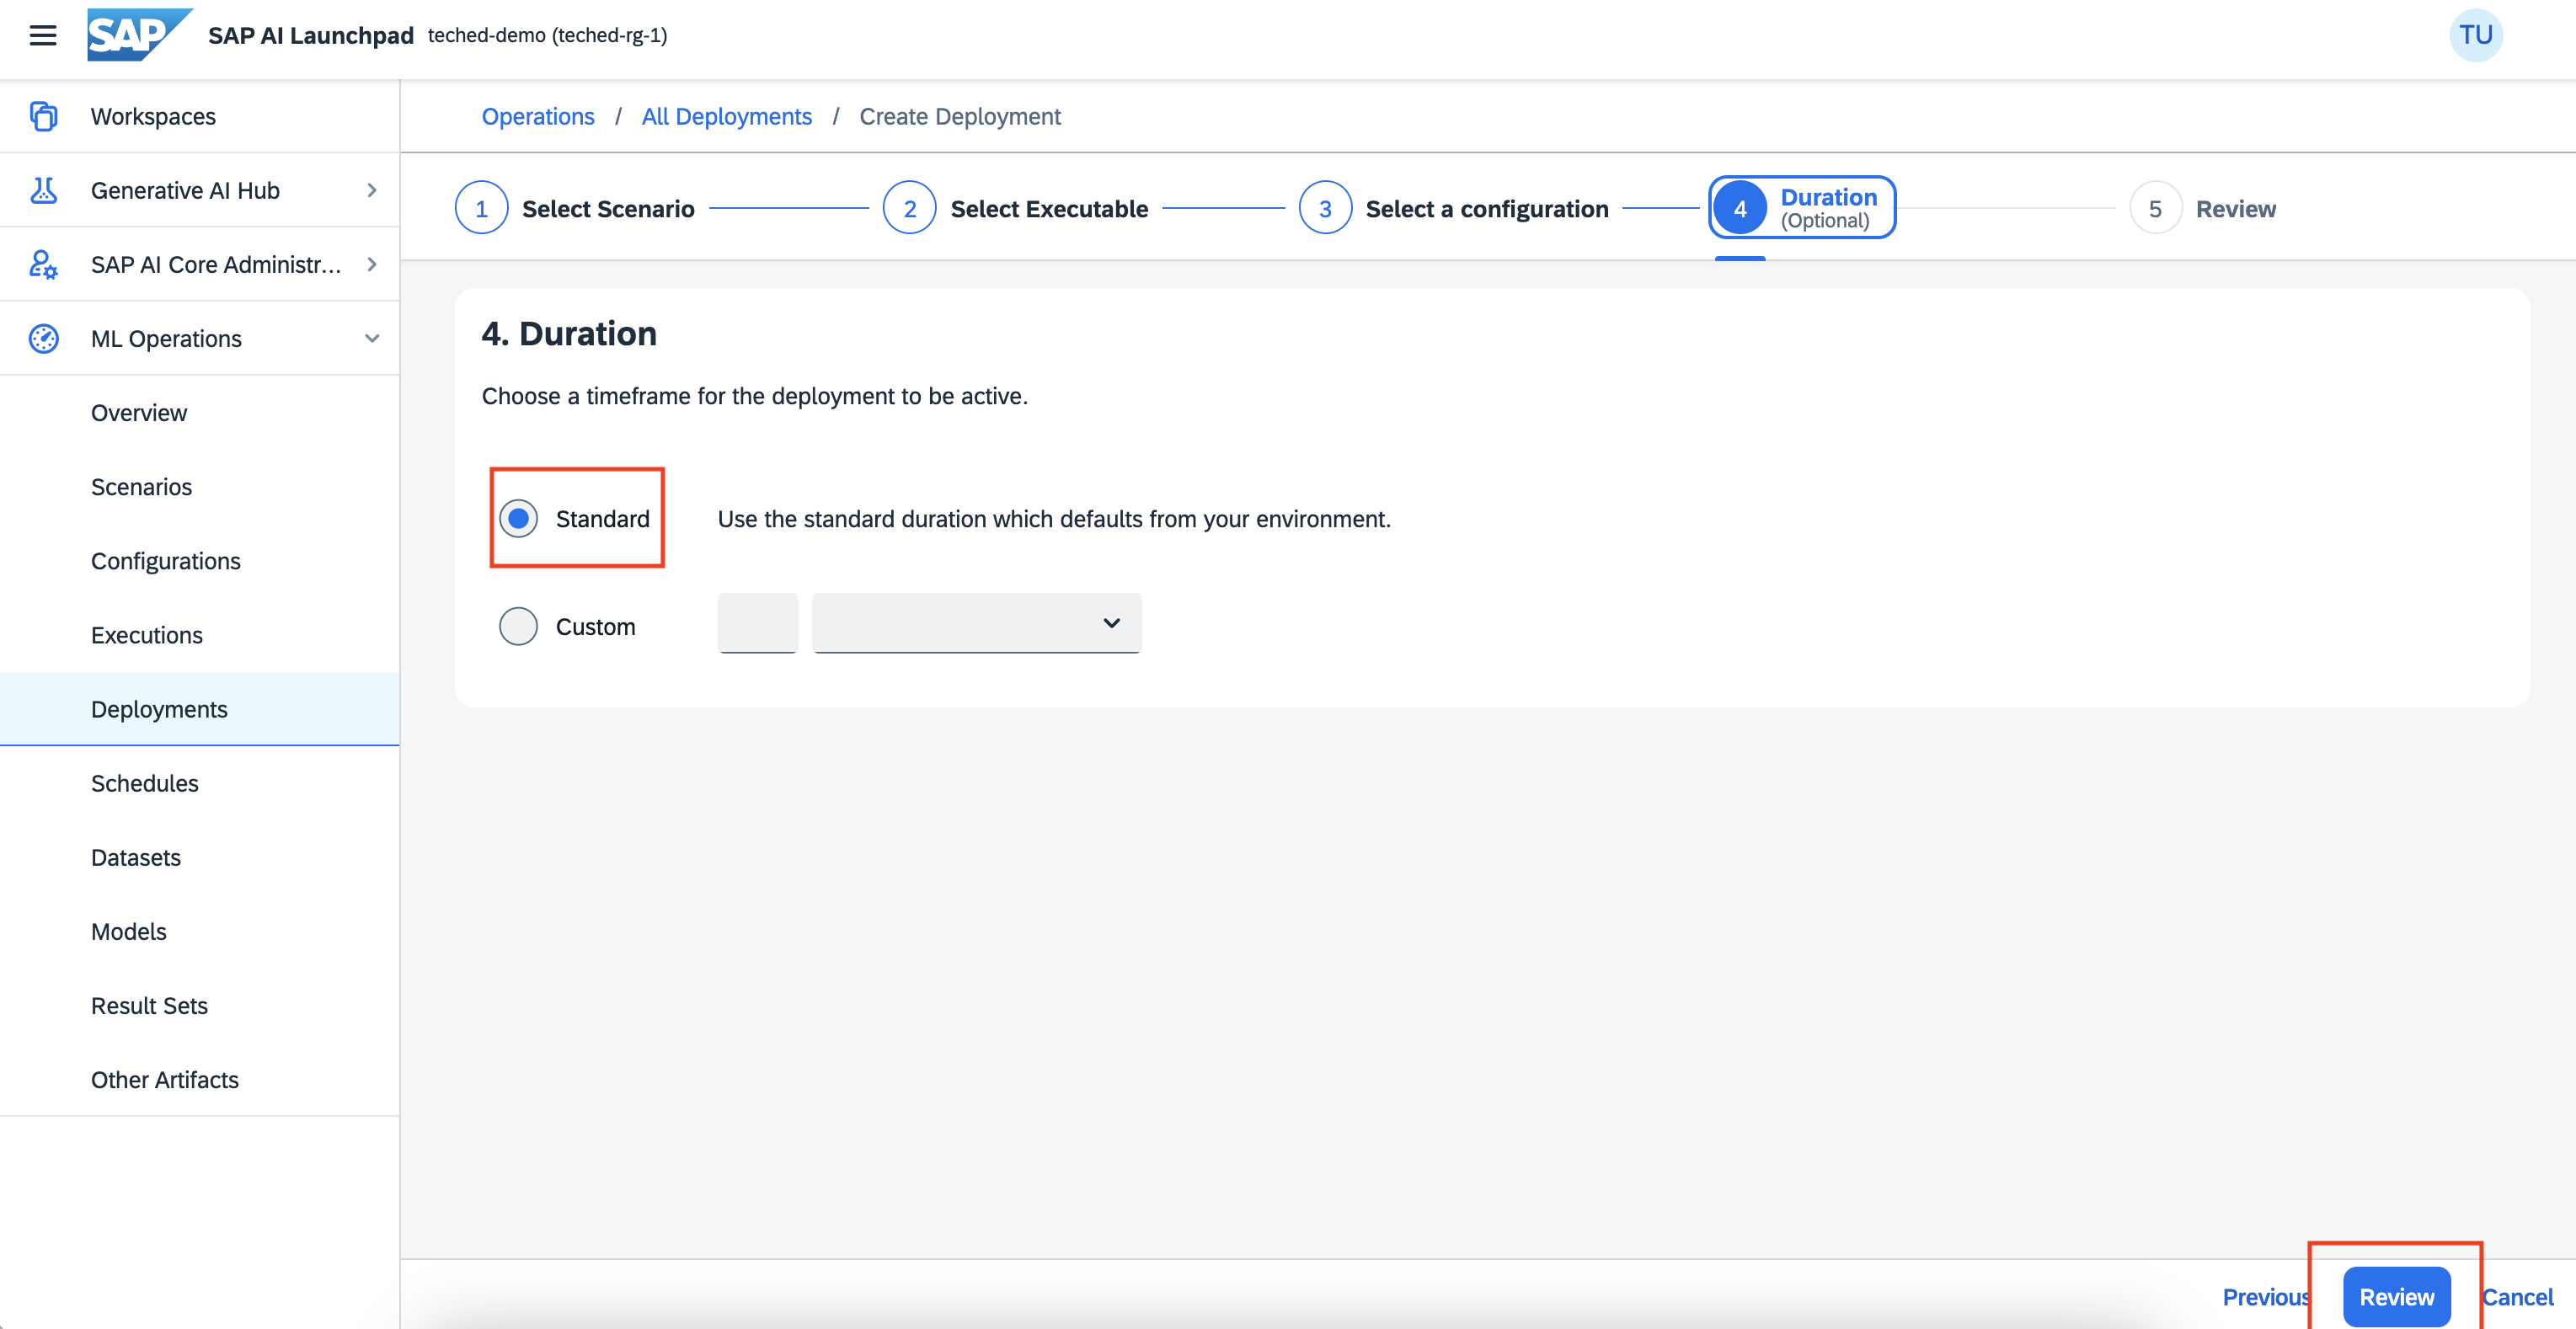 SAP SAP AI Launchpad teched-demo (teched-rg-1) TU
Workspaces
Generative AI Hub
SAP AI Core Administr...
ML Operations
Overview
Scenarios
Configurations
Executions
Deployments
Schedules
Datasets
Models
Result Sets
Other Artifacts
Operations / All Deployments / Create Deployment
1 Select Scenario 2 Select Executable 3 Select a configuration 4 Duration (Optional) 5 Review
4. Duration
Choose a timeframe for the deployment to be active.
Standard Use the standard duration which defaults from your environment.
Custom
Previous Review Cancel